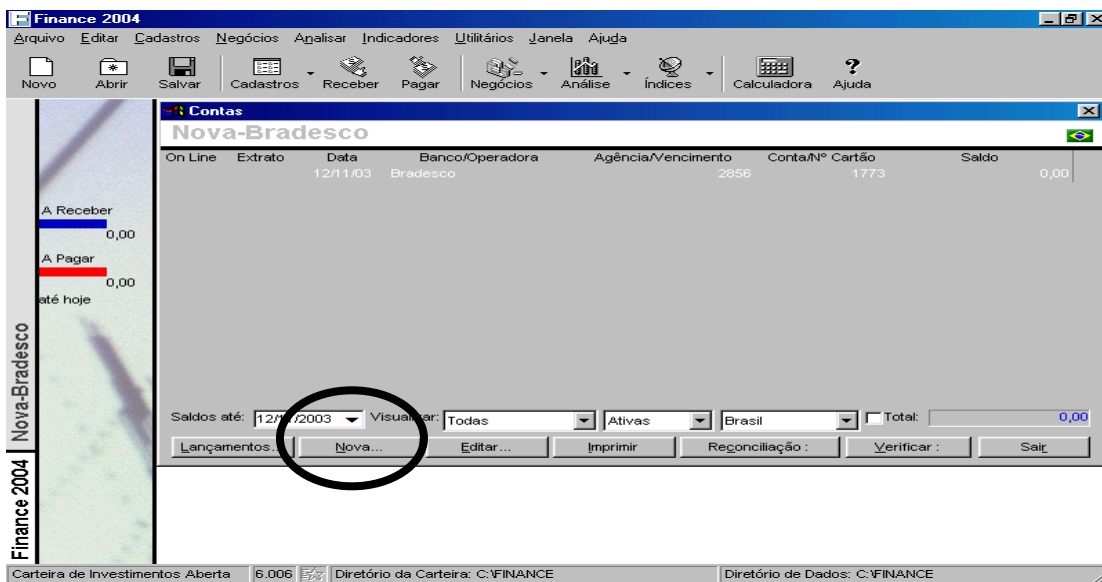 Finance 2004
Arquivo Editar Cadastros Negócios Analisar Indicadores Utilitários Janela Ajuda
Novo Abrir Salvar Cadastros Receber Pagar Negócios Análise Índices Calculadora ? Ajuda
Contas
Nova-Bradesco
On Line Extrato Data Banco/Operadora Agência/Vencimento Conta/Nº Cartão Saldo
12/11/03 Bradesco 2856 1773 0,00
A Receber
0,00
A Pagar
0,00
até hoje
Nova-Bradesco
Finance 2004
Saldos até: 2003 Visualizar: Todas Ativas Brasil Total: 0,00
Lançamentos... Nova... Editar... Imprimir Reconciliação : Verificar : Sair
Carteira de Investimentos Aberta 6.006 Diretório da Carteira: C:\FINANCE Diretório de Dados: C:\FINANCE